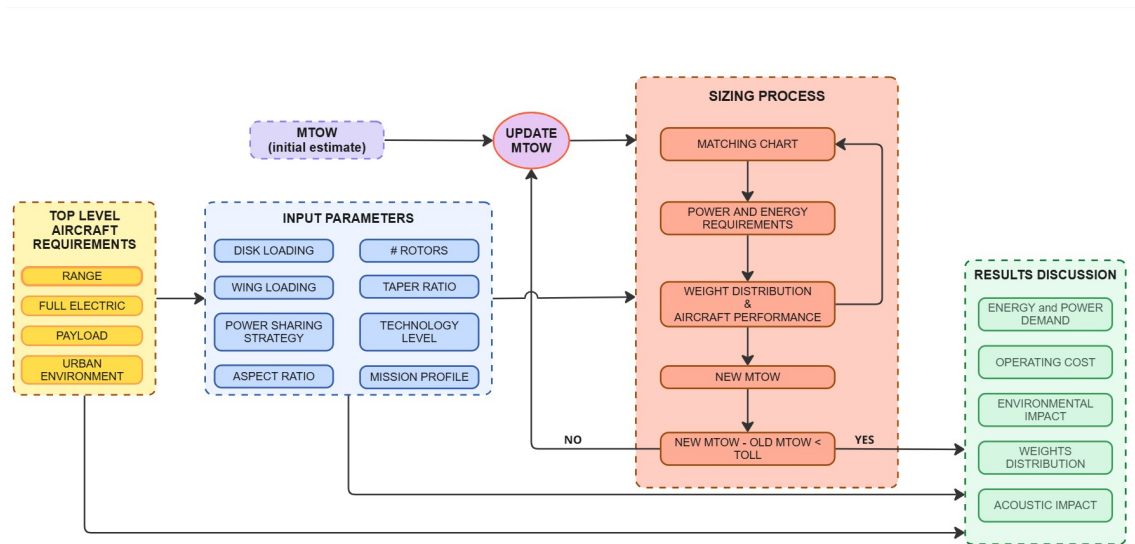 MTOW
(initial estimate)
UPDATE
MTOW
TOP LEVEL
AIRCRAFT
REQUIREMENTS
RANGE
FULL ELECTRIC
PAYLOAD
URBAN
ENVIRONMENT
INPUT PARAMETERS
DISK LOADING
# ROTORS
WING LOADING
TAPER RATIO
POWER SHARING
STRATEGY
TECHNOLOGY
LEVEL
ASPECT RATIO
MISSION PROFILE
SIZING PROCESS
MATCHING CHART
POWER AND ENERGY
REQUIREMENTS
WEIGHT DISTRIBUTION
&
AIRCRAFT PERFORMANCE
NEW MTOW
NEW MTOW - OLD MTOW <
TOLL
NO
YES
RESULTS DISCUSSION
ENERGY and POWER
DEMAND
OPERATING COST
ENVIRONMENTAL
IMPACT
WEIGHTS
DISTRIBUTION
ACOUSTIC IMPACT